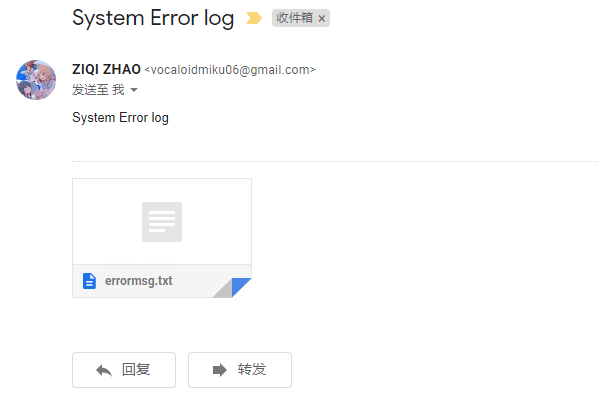 System Error log 收件箱 ×
ZIQI ZHAO <vocaloidmiku06@gmail.com>
发送至 我
System Error log
errormsg.txt
回复 转发